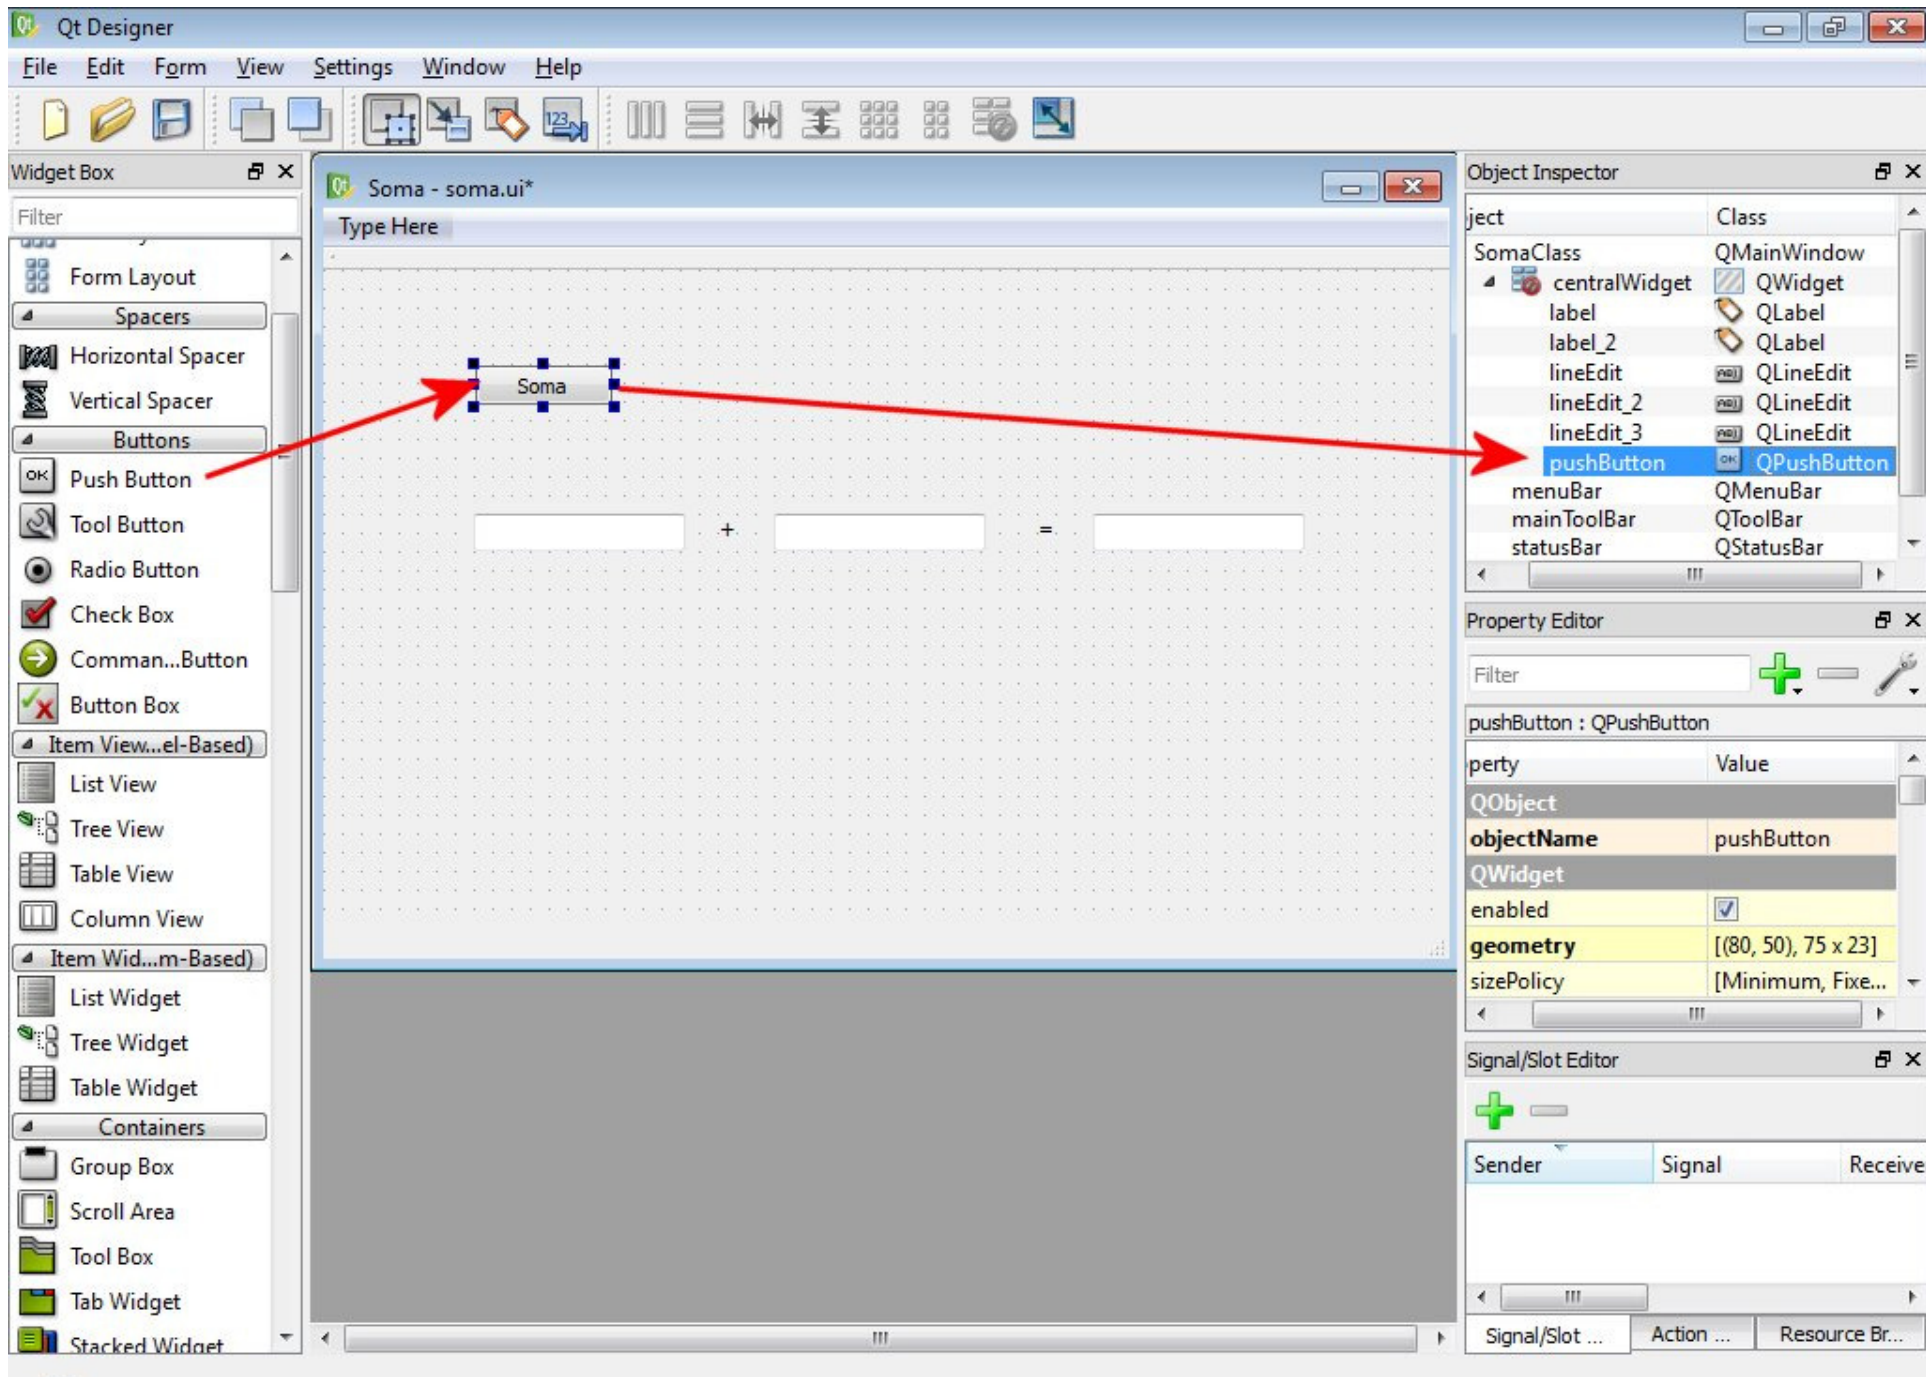 Qt Designer
File Edit Form View Settings Window Help
123
Widget Box
Filter
Form Layout
Spacers
Horizontal Spacer
Vertical Spacer
Buttons
OK Push Button
Tool Button
Radio Button
Check Box
Comman...Button
Button Box
Item View...el-Based)
List View
Tree View
Table View
Column View
Item Wid...m-Based)
List Widget
Tree Widget
Table Widget
Containers
Group Box
Scroll Area
Tool Box
Tab Widget
Stacked Widget
Qt Soma - soma.ui*
Type Here
Soma
+ =
Object Inspector
ject Class
SomaClass QMainWindow
centralWidget QWidget
label QLabel
label_2 QLabel
lineEdit QLineEdit
lineEdit_2 QLineEdit
lineEdit_3 QLineEdit
pushButton OK QPushButton
menuBar QMenuBar
mainToolBar QToolBar
statusBar QStatusBar
Property Editor
Filter
pushButton : QPushButton
perty Value
QObject
objectName pushButton
QWidget
enabled
geometry [(80, 50), 75 x 23]
sizePolicy [Minimum, Fixe...
Signal/Slot Editor
Sender Signal Receive
Signal/Slot ... Action ... Resource Br...